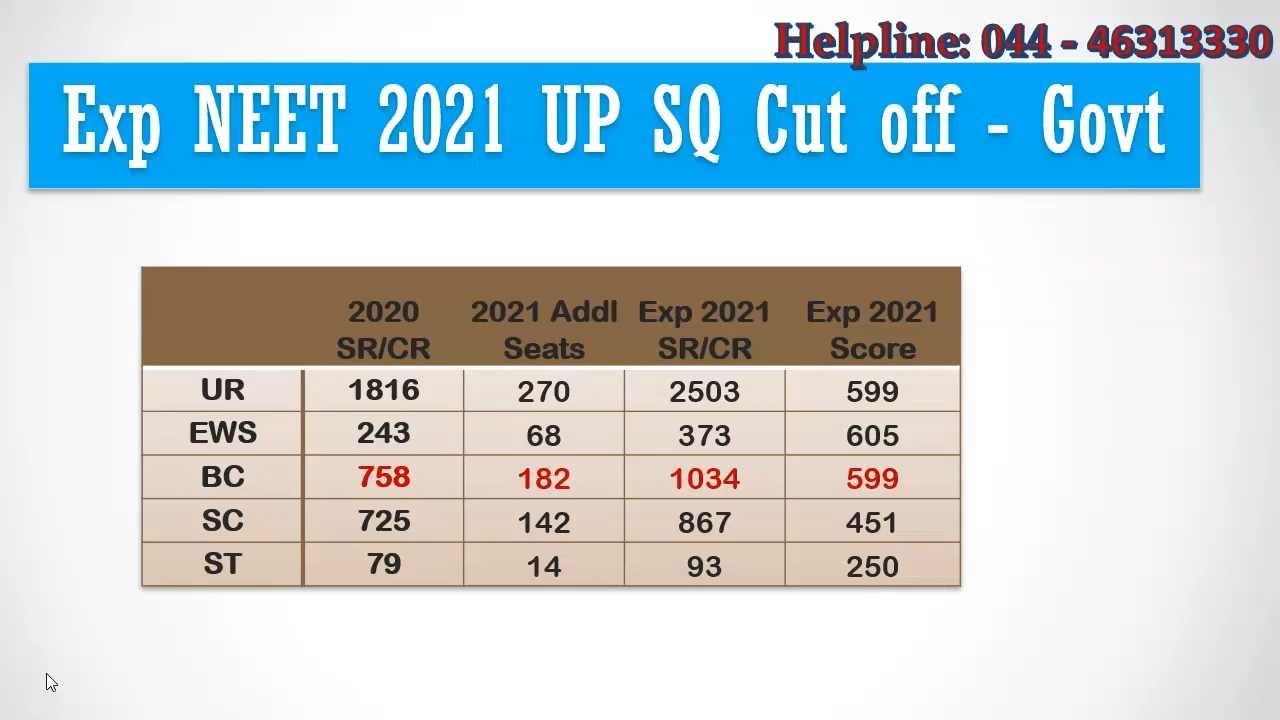 Helpline: 044 - 46313330
Exp NEET 2021 UP SQ Cut off - Govt
2020 SR/CR 2021 Addl Seats Exp 2021 SR/CR Exp 2021 Score
UR 1816 270 2503 599
EWS 243 68 373 605
BC 758 182 1034 599
SC 725 142 867 451
ST 79 14 93 250